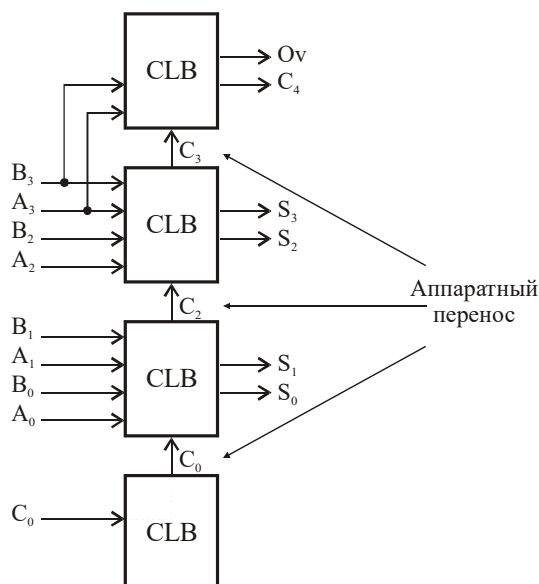 CLB
Ov
C₄
C₃
B₃
A₃
B₂
A₂
CLB
S₃
S₂
C₂
Аппаратный
перенос
B₁
A₁
B₀
A₀
CLB
S₁
S₀
C₀
C₀
CLB